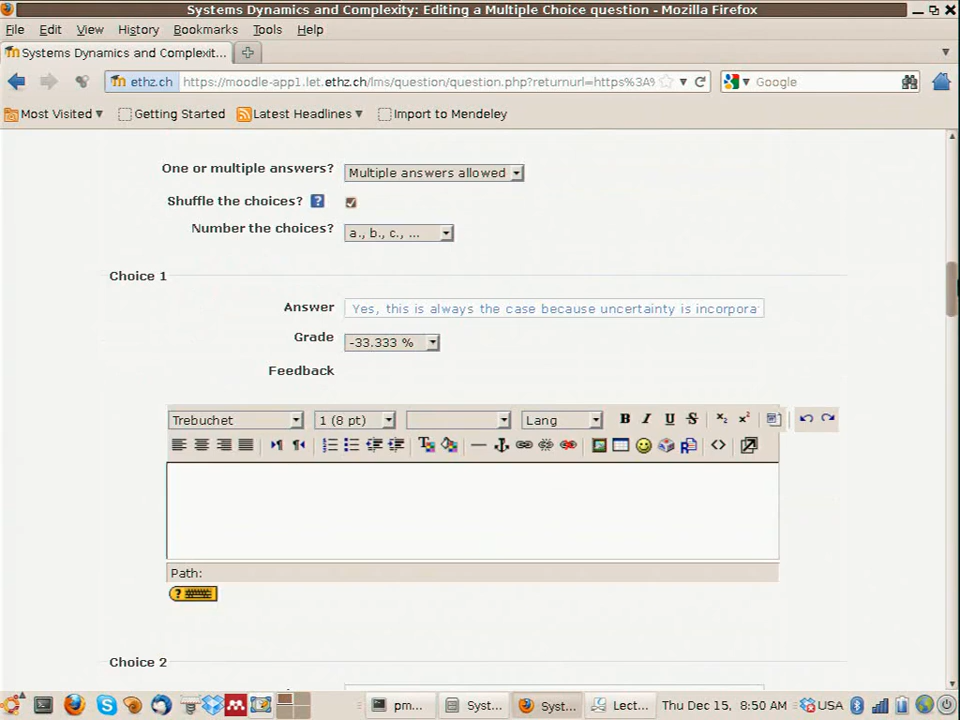 Systems Dynamics and Complexity: Editing a Multiple Choice question - Mozilla Firefox
File Edit View History Bookmarks Tools Help
Systems Dynamics and Complexit...
ethz.ch https://moodle-app1.let.ethz.ch/lms/question/question.php?returnurl=https%3A% Google
Most Visited Getting Started Latest Headlines Import to Mendeley
One or multiple answers? Multiple answers allowed
Shuffle the choices? ?
Number the choices? a., b., c., ...
Choice 1
Answer Yes, this is always the case because uncertainty is incorpora
Grade -33.333 %
Feedback
Trebuchet 1 (8 pt) Lang B I U S
Path:
?
Choice 2
pm... Syst... Syst... Lect... Thu Dec 15, 8:50 AM USA